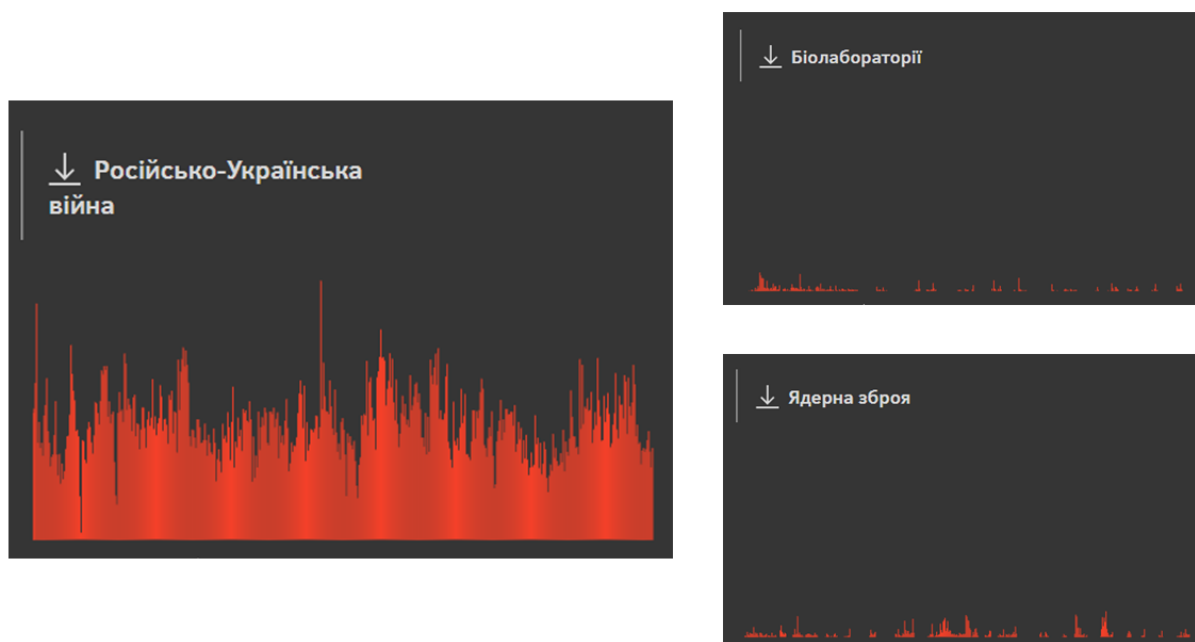 Російсько-Українська
війна
Біолабораторії
Ядерна зброя